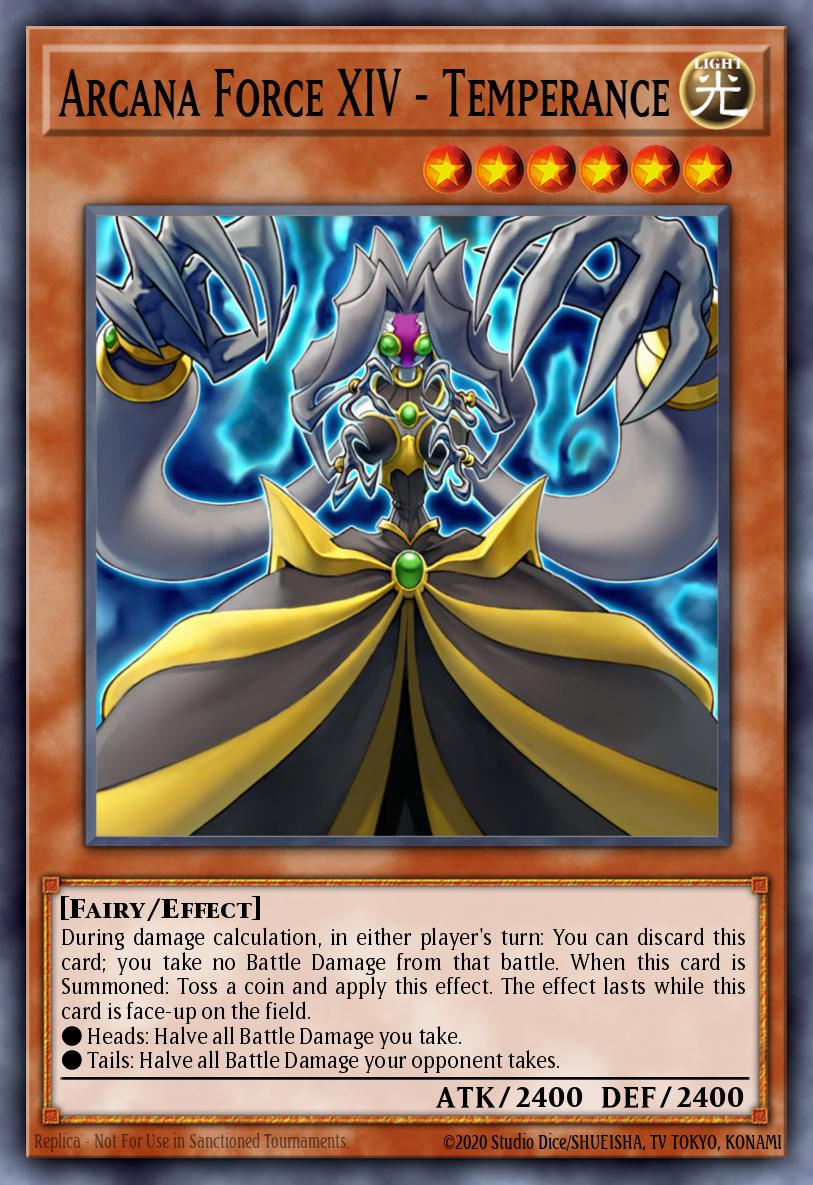 ARCANA FORCE XIV - TEMPERANCE
LIGHT
光
[FAIRY/EFFECT]
During damage calculation, in either player's turn: You can discard this
card; you take no Battle Damage from that battle. When this card is
Summoned: Toss a coin and apply this effect. The effect lasts while this
card is face-up on the field.
● Heads: Halve all Battle Damage you take.
● Tails: Halve all Battle Damage your opponent takes.
ATK/2400 DEF/2400
Replica - Not For Use in Sanctioned Tournaments.
©2020 Studio Dice/SHUEISHA, TV TOKYO, KONAMI